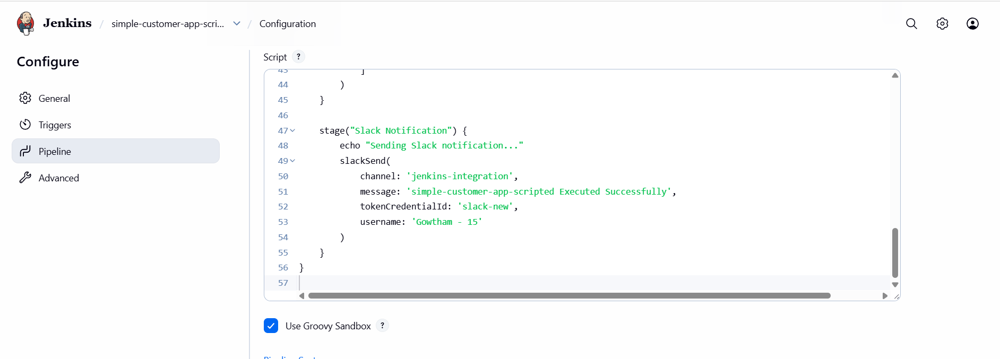 Jenkins / simple-customer-app-scri... / Configuration
Configure
General
Triggers
Pipeline
Advanced
Script ?
43 ]
44 )
45 }
46
47 stage("Slack Notification") {
48 echo "Sending Slack notification..."
49 slackSend(
50 channel: 'jenkins-integration',
51 message: 'simple-customer-app-scripted Executed Successfully',
52 tokenCredentialId: 'slack-new',
53 username: 'Gowtham - 15'
54 )
55 }
56 }
57
Use Groovy Sandbox ?